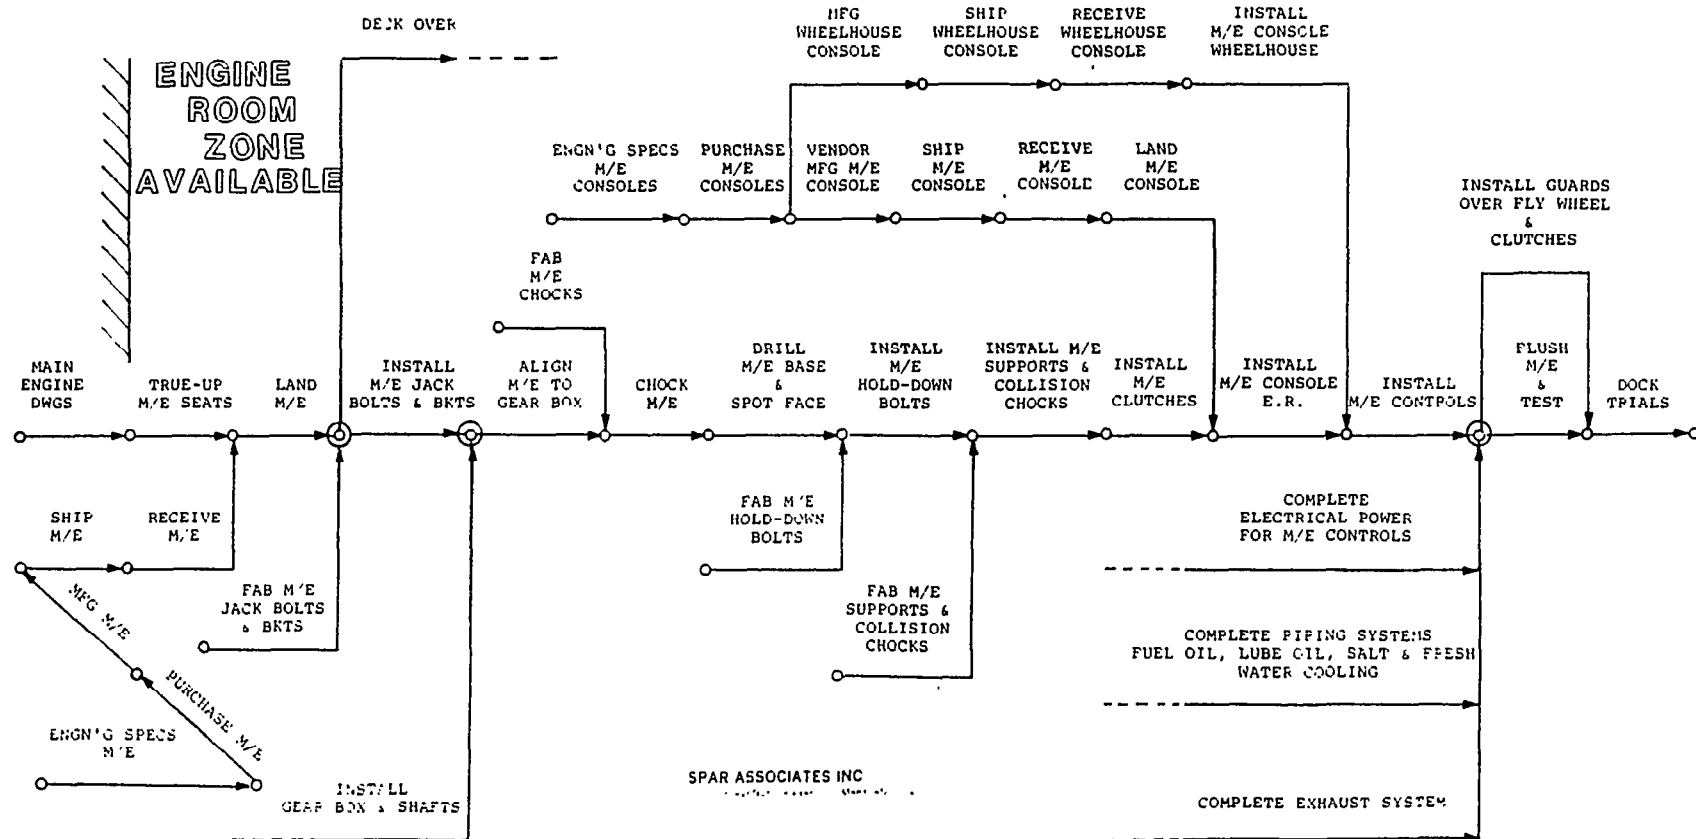 DECK OVER
ENGINE
ROOM
ZONE
AVAILABLE
MFG
WHEELHOUSE
CONSOLE
SHIP
WHEELHOUSE
CONSOLE
RECEIVE
WHEELHOUSE
CONSOLE
INSTALL
M/E CONSOLE
WHEELHOUSE
ENGN'G SPECS
M/E
CONSOLES
PURCHASE
M/E
CONSOLES
VENDOR
MFG M/E
CONSOLE
SHIP
M/E
CONSOLE
RECEIVE
M/E
CONSOLE
LAND
M/E
CONSOLE
INSTALL GUARDS
OVER FLY WHEEL
&
CLUTCHES
FAB
M/E
CHOCKS
MAIN
ENGINE
DWGS
TRUE-UP
M/E SEATS
LAND
M/E
INSTALL
M/E JACK
BOLTS & BKTS
ALIGN
M/E TO
GEAR BOX
CHOCK
M/E
DRILL
M/E BASE
&
SPOT FACE
INSTALL
M/E
HOLD-DOWN
BOLTS
INSTALL M/E
SUPPORTS &
COLLISION
CHOCKS
INSTALL
M/E
CLUTCHES
INSTALL
M/E CONSOLE
E.R.
INSTALL
M/E CONTROLS
FLUSH
M/E
&
TEST
DOCK
TRIALS
SHIP
M/E
RECEIVE
M/E
FAB M/E
HOLD-DOWN
BOLTS
COMPLETE
ELECTRICAL POWER
FOR M/E CONTROLS
MFG M/E
FAB M/E
JACK BOLTS
& BKTS
FAB M/E
SUPPORTS &
COLLISION
CHOCKS
COMPLETE PIPING SYSTEMS
FUEL OIL, LUBE OIL, SALT & FRESH
WATER COOLING
PURCHASE M/E
ENGN'G SPECS
M/E
INSTALL
GEAR BOX & SHAFTS
SPAR ASSOCIATES INC
COMPLETE EXHAUST SYSTEM